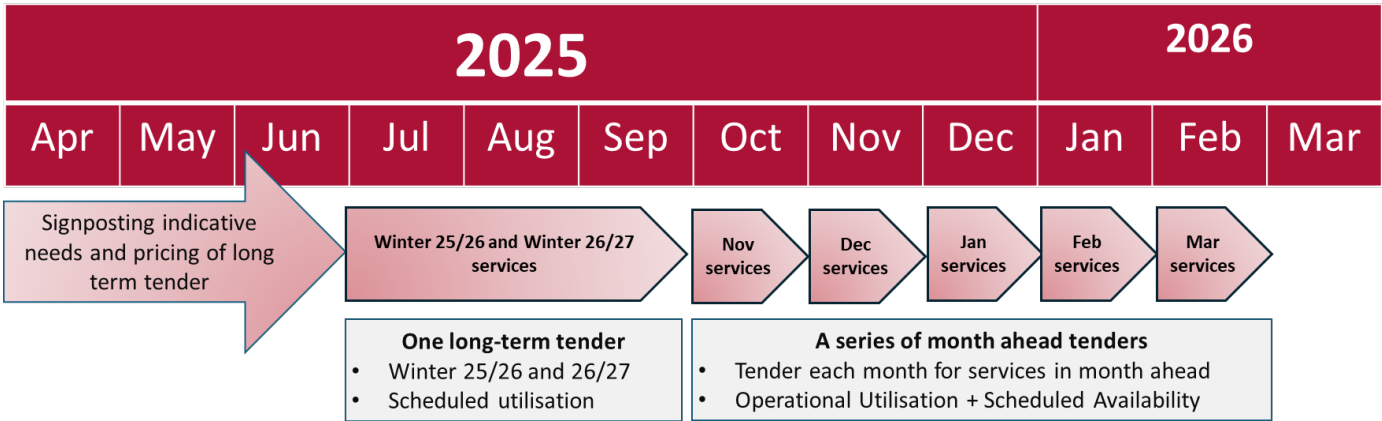 2025
2026
Apr
May
Jun
Jul
Aug
Sep
Oct
Nov
Dec
Jan
Feb
Mar
Signposting indicative
needs and pricing of long
term tender
Winter 25/26 and Winter 26/27
services
Nov
services
Dec
services
Jan
services
Feb
services
Mar
services
One long-term tender
• Winter 25/26 and 26/27
• Scheduled utilisation
A series of month ahead tenders
• Tender each month for services in month ahead
• Operational Utilisation + Scheduled Availability